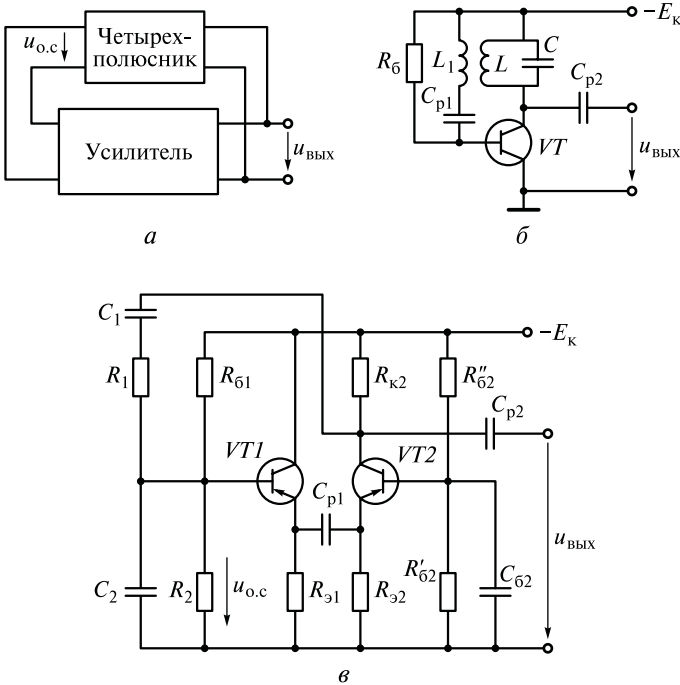 Четырех-
полюсник
u о.с
Усилитель
u вых
а
−E к
R б
L 1
L
C
C р1
C р2
VT
u вых
б
C 1
−E к
R 1
R б1
R к2
R″ б2
C р2
VT1
VT2
C р1
u вых
C 2
R 2
u о.с
R э1
R э2
R′ б2
C б2
в